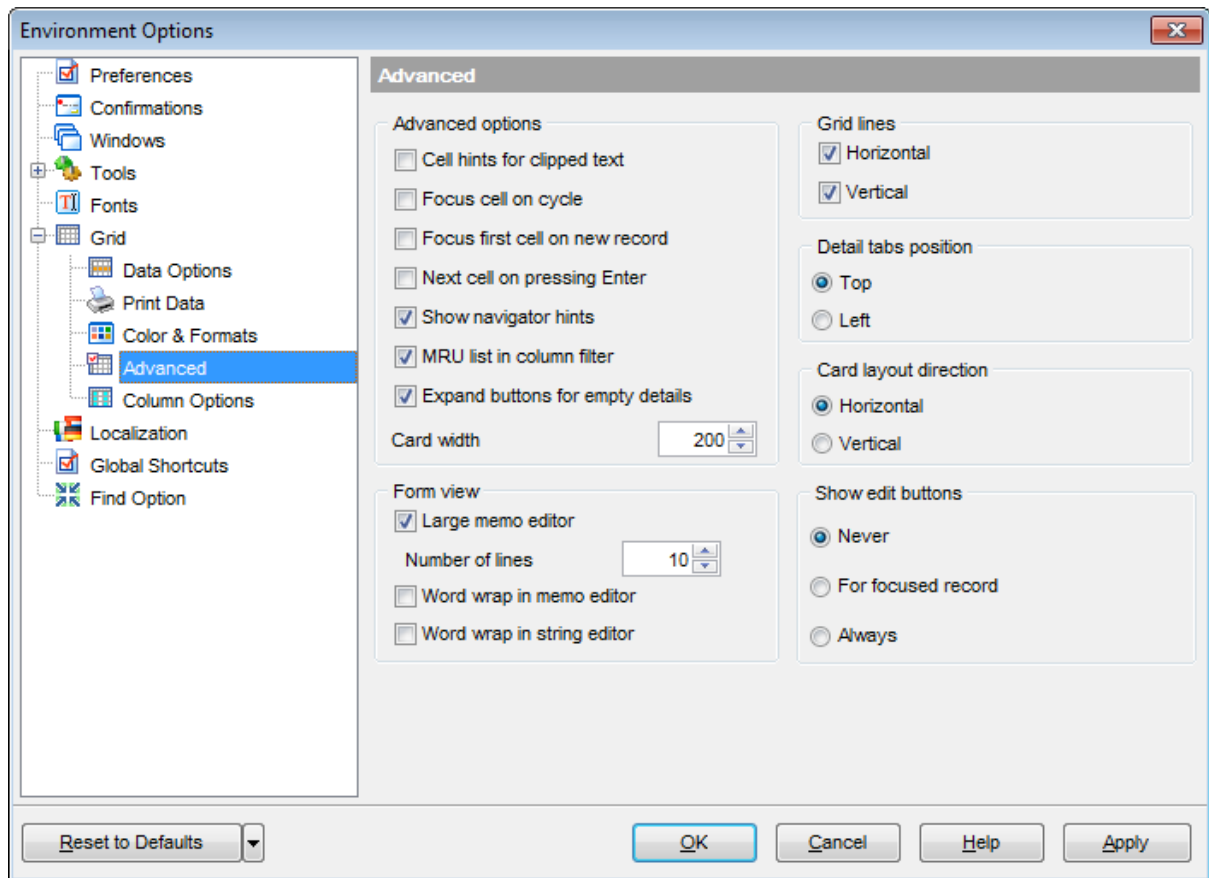 Environment Options
Preferences
Confirmations
Windows
Tools
Fonts
Grid
Data Options
Print Data
Color & Formats
Advanced
Column Options
Localization
Global Shortcuts
Find Option
Advanced
Advanced options
Cell hints for clipped text
Focus cell on cycle
Focus first cell on new record
Next cell on pressing Enter
Show navigator hints
MRU list in column filter
Expand buttons for empty details
Card width 200
Form view
Large memo editor
Number of lines 10
Word wrap in memo editor
Word wrap in string editor
Grid lines
Horizontal
Vertical
Detail tabs position
Top
Left
Card layout direction
Horizontal
Vertical
Show edit buttons
Never
For focused record
Always
Reset to Defaults OK Cancel Help Apply